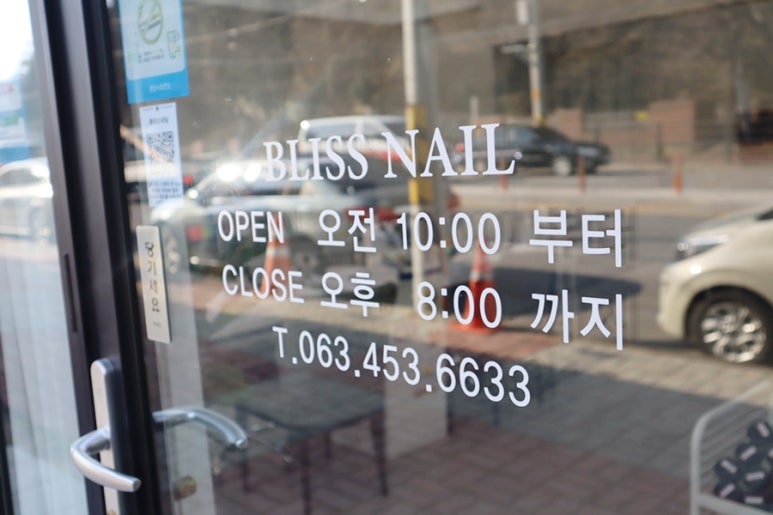 BLISS NAIL
OPEN 오전 10:00 부터
CLOSE 오후 8:00 까지
T.063.453.6633
당기세요